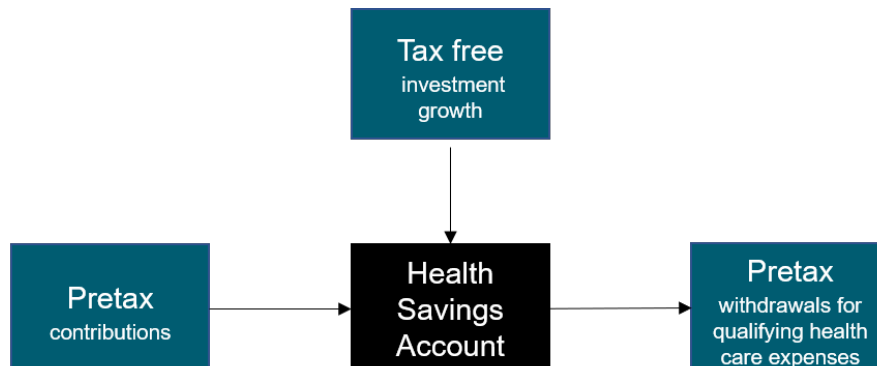 Tax free
investment
growth
Pretax
contributions
Health
Savings
Account
Pretax
withdrawals for
qualifying health
care expenses